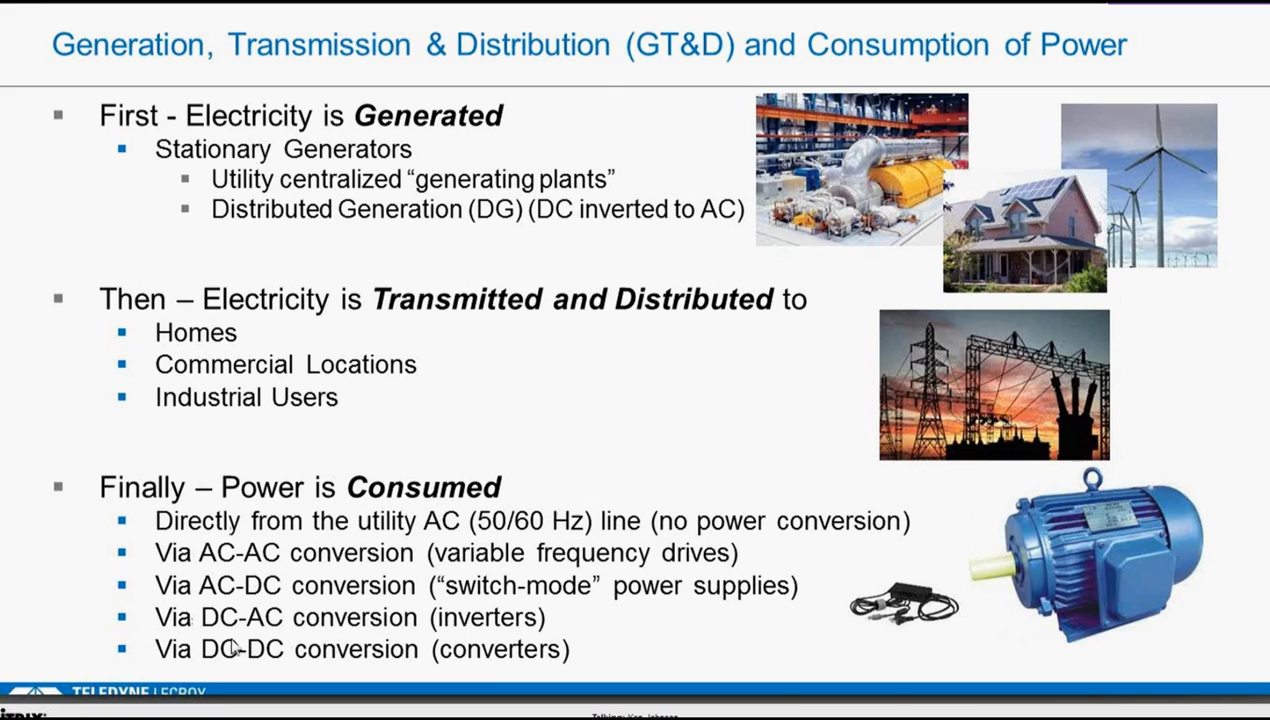 Generation, Transmission & Distribution (GT&D) and Consumption of Power
First - Electricity is Generated
Stationary Generators
Utility centralized “generating plants”
Distributed Generation (DG) (DC inverted to AC)
Then – Electricity is Transmitted and Distributed to
Homes
Commercial Locations
Industrial Users
Finally – Power is Consumed
Directly from the utility AC (50/60 Hz) line (no power conversion)
Via AC-AC conversion (variable frequency drives)
Via AC-DC conversion (“switch-mode” power supplies)
Via DC-AC conversion (inverters)
Via DC-DC conversion (converters)
TELEDYNE LECROY